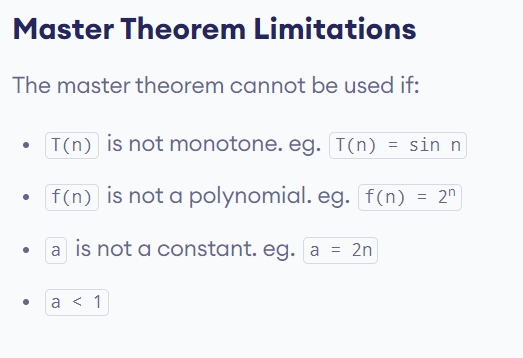 Master Theorem Limitations
The master theorem cannot be used if:
• T(n) is not monotone. eg. T(n) = sin n
• f(n) is not a polynomial. eg. f(n) = 2ⁿ
• a is not a constant. eg. a = 2n
• a < 1